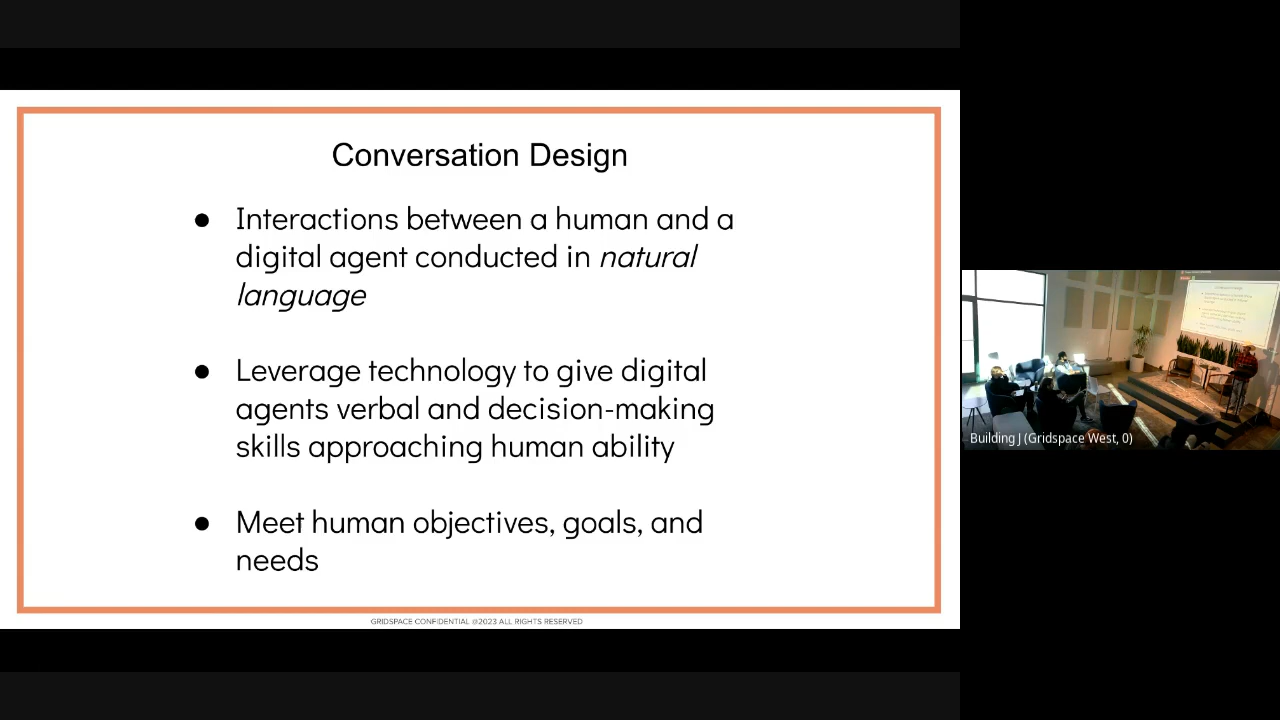 Conversation Design
● Interactions between a human and a
digital agent conducted in natural
language
● Leverage technology to give digital
agents verbal and decision-making
skills approaching human ability
● Meet human objectives, goals, and
needs
GRIDSPACE CONFIDENTIAL @2023 ALL RIGHTS RESERVED
Building J (Gridspace West, 0)